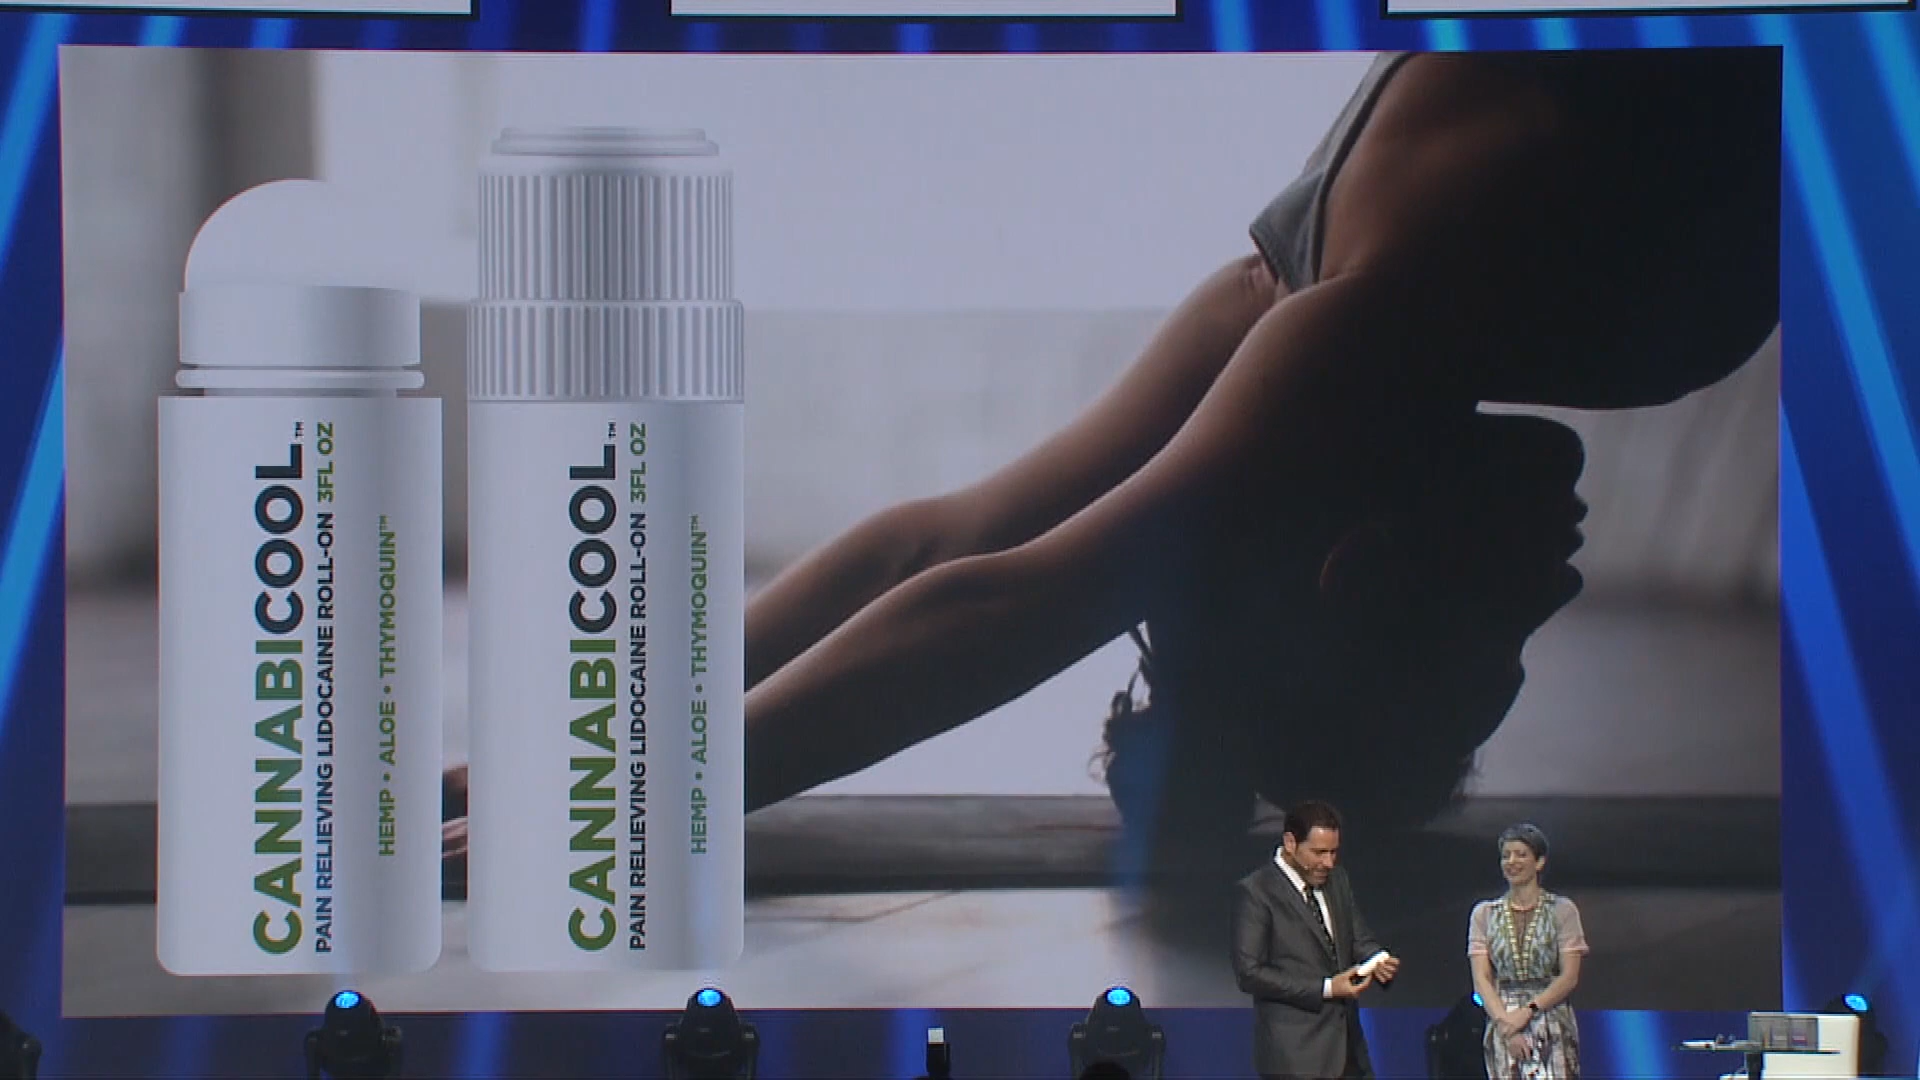 CANNABICOOL™
PAIN RELIEVING LIDOCAINE ROLL-ON 3FL OZ
HEMP • ALOE • THYMOQUIN™
CANNABICOOL™
PAIN RELIEVING LIDOCAINE ROLL-ON 3FL OZ
HEMP • ALOE • THYMOQUIN™